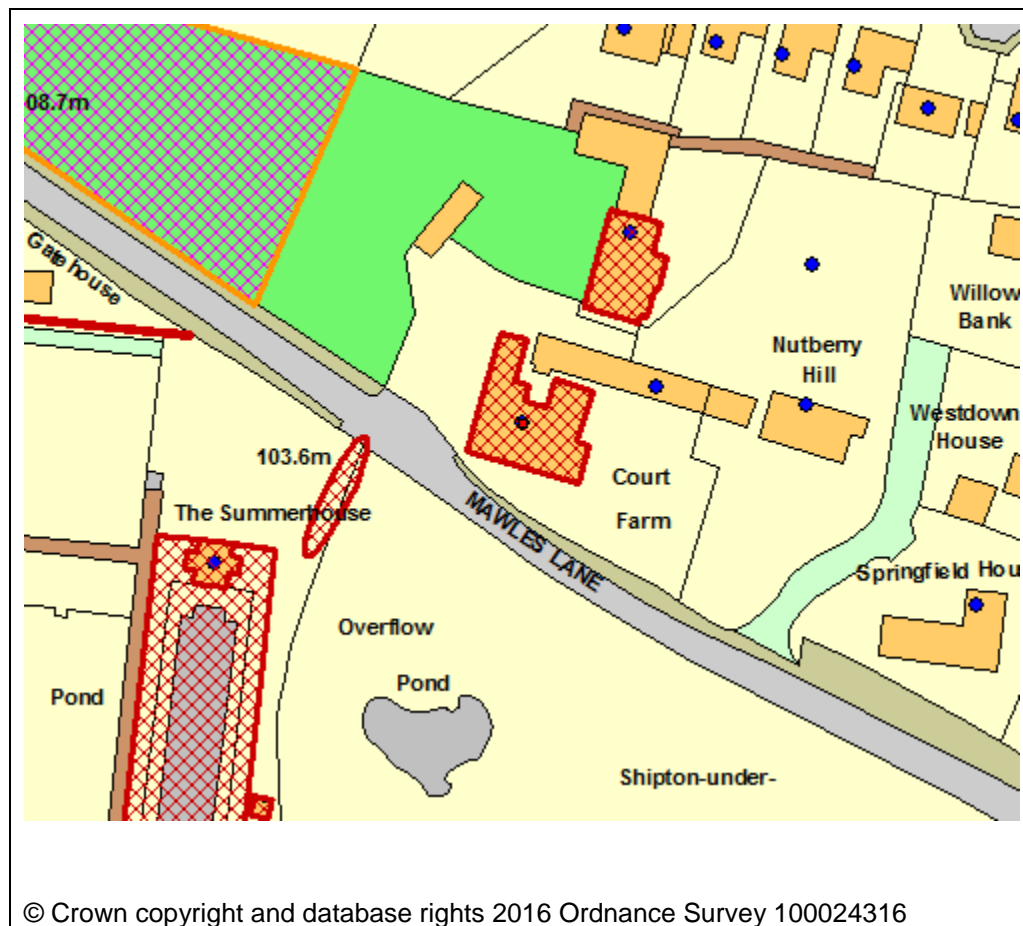 08.7m
Gatehouse
Willow
Bank
Nutberry
Hill
Westdown
House
103.6m
Court
Farm
The Summerhouse
MAWLES LANE
Springfield Hou
Overflow
Pond
Pond
Shipton-under-
© Crown copyright and database rights 2016 Ordnance Survey 100024316